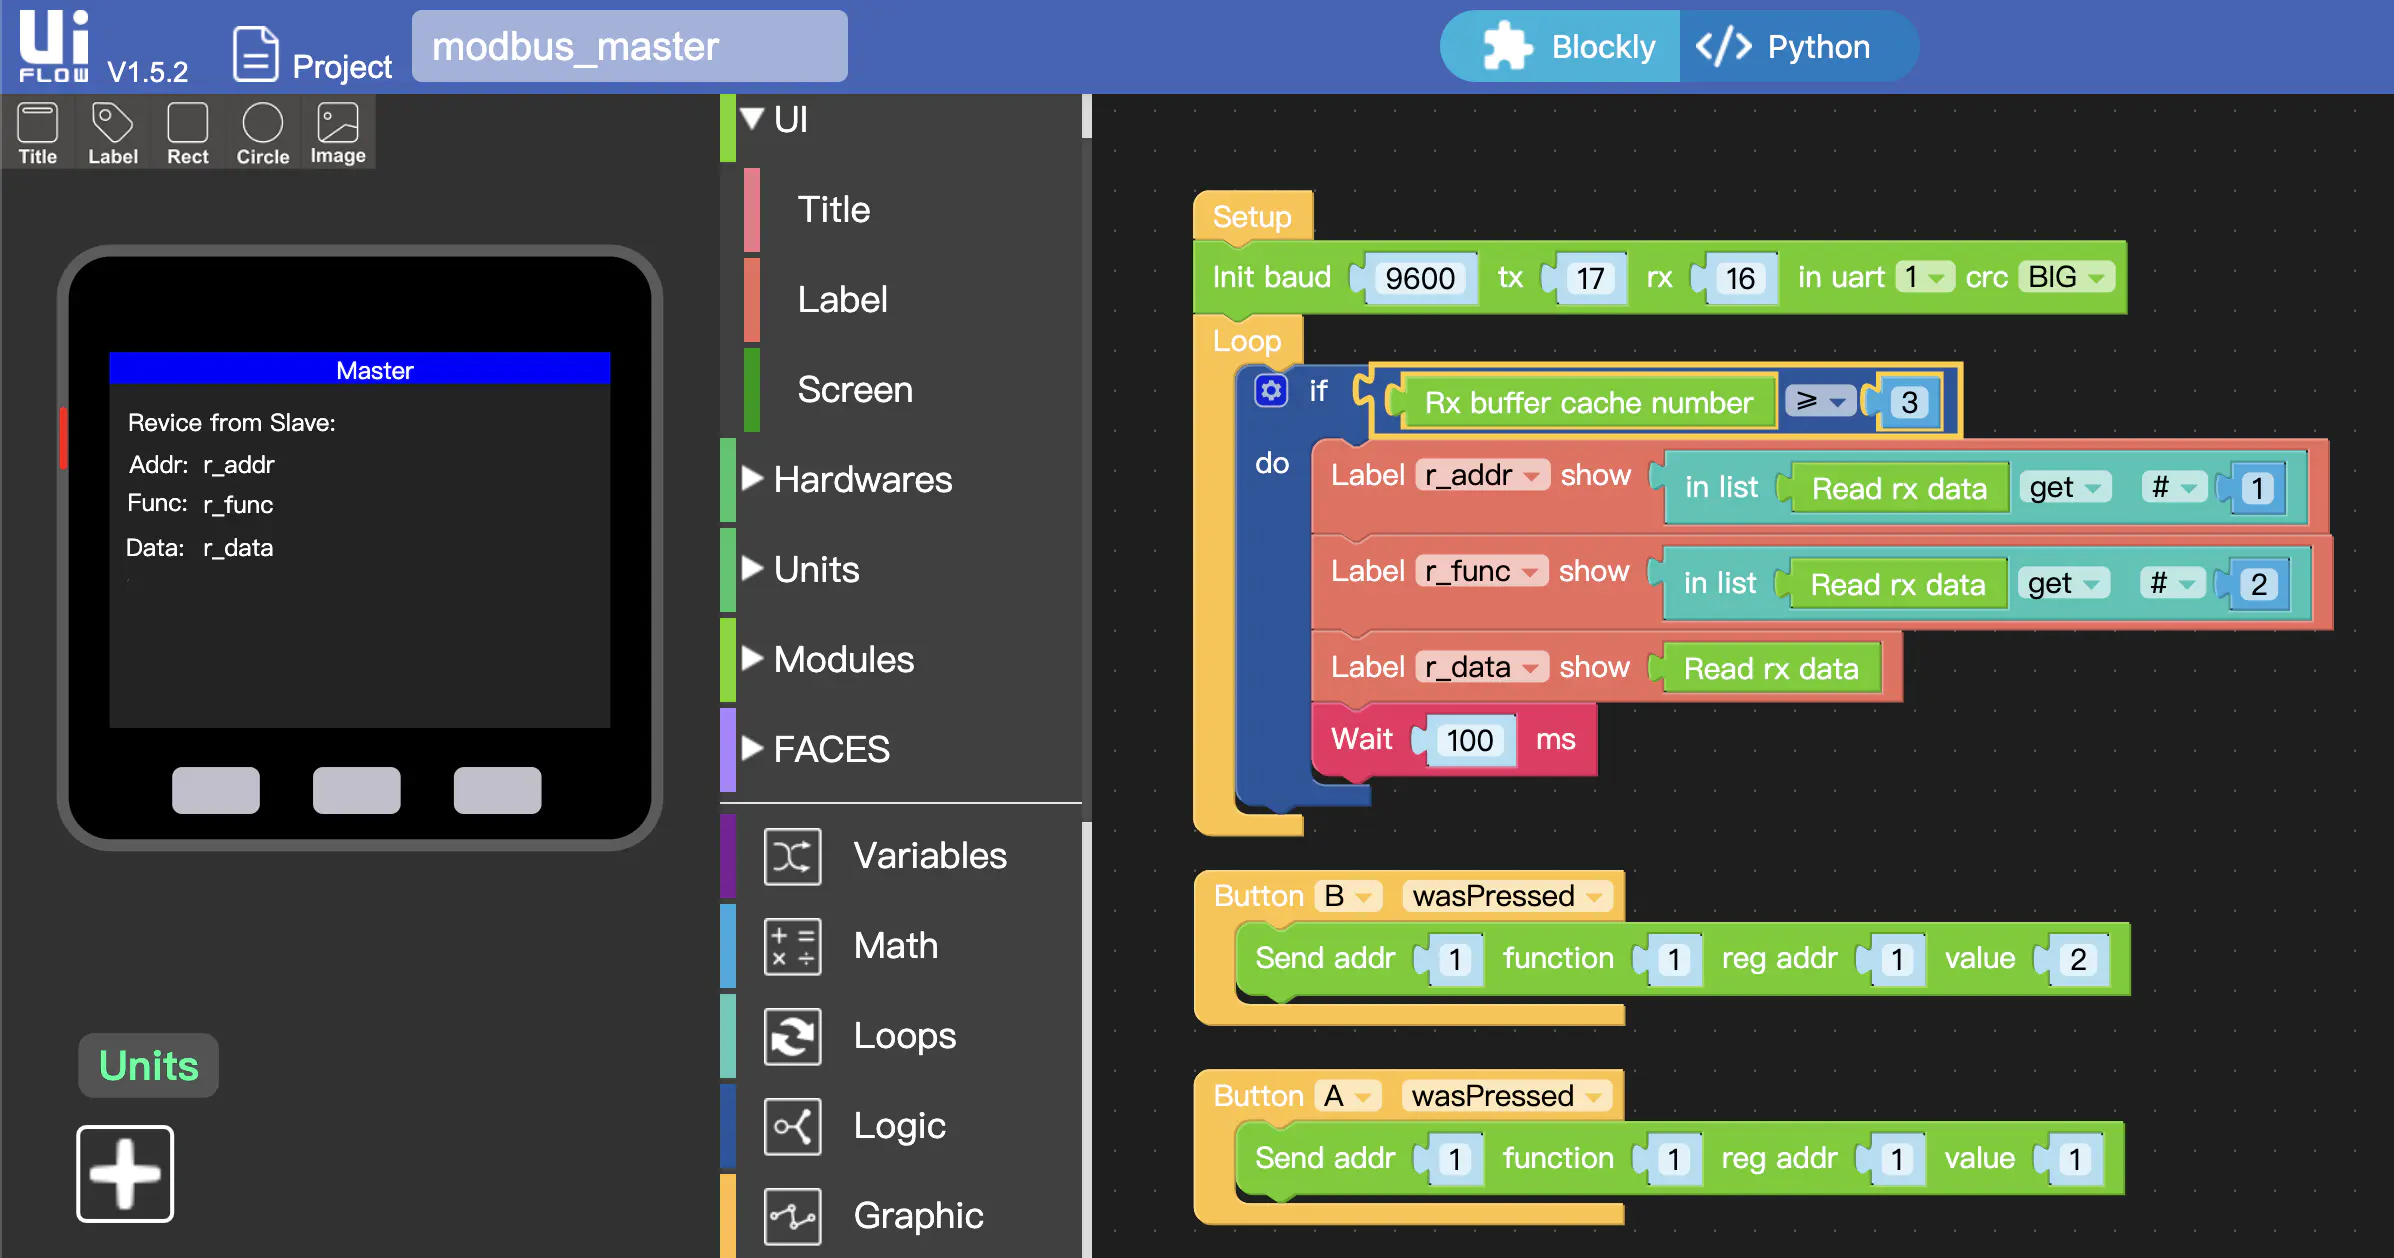 Ui
FLOW V1.5.2 Project modbus_master Blockly </> Python
Title Label Rect Circle Image
Master
Revice from Slave:
Addr: r_addr
Func: r_func
Data: r_data
Units
UI
Title
Label
Screen
Hardwares
Units
Modules
FACES
Variables
Math
Loops
Logic
Graphic
Setup
Init baud 9600 tx 17 rx 16 in uart 1 crc BIG
Loop
if Rx buffer cache number ≥ 3
do Label r_addr show in list Read rx data get # 1
Label r_func show in list Read rx data get # 2
Label r_data show Read rx data
Wait 100 ms
Button B wasPressed
Send addr 1 function 1 reg addr 1 value 2
Button A wasPressed
Send addr 1 function 1 reg addr 1 value 1